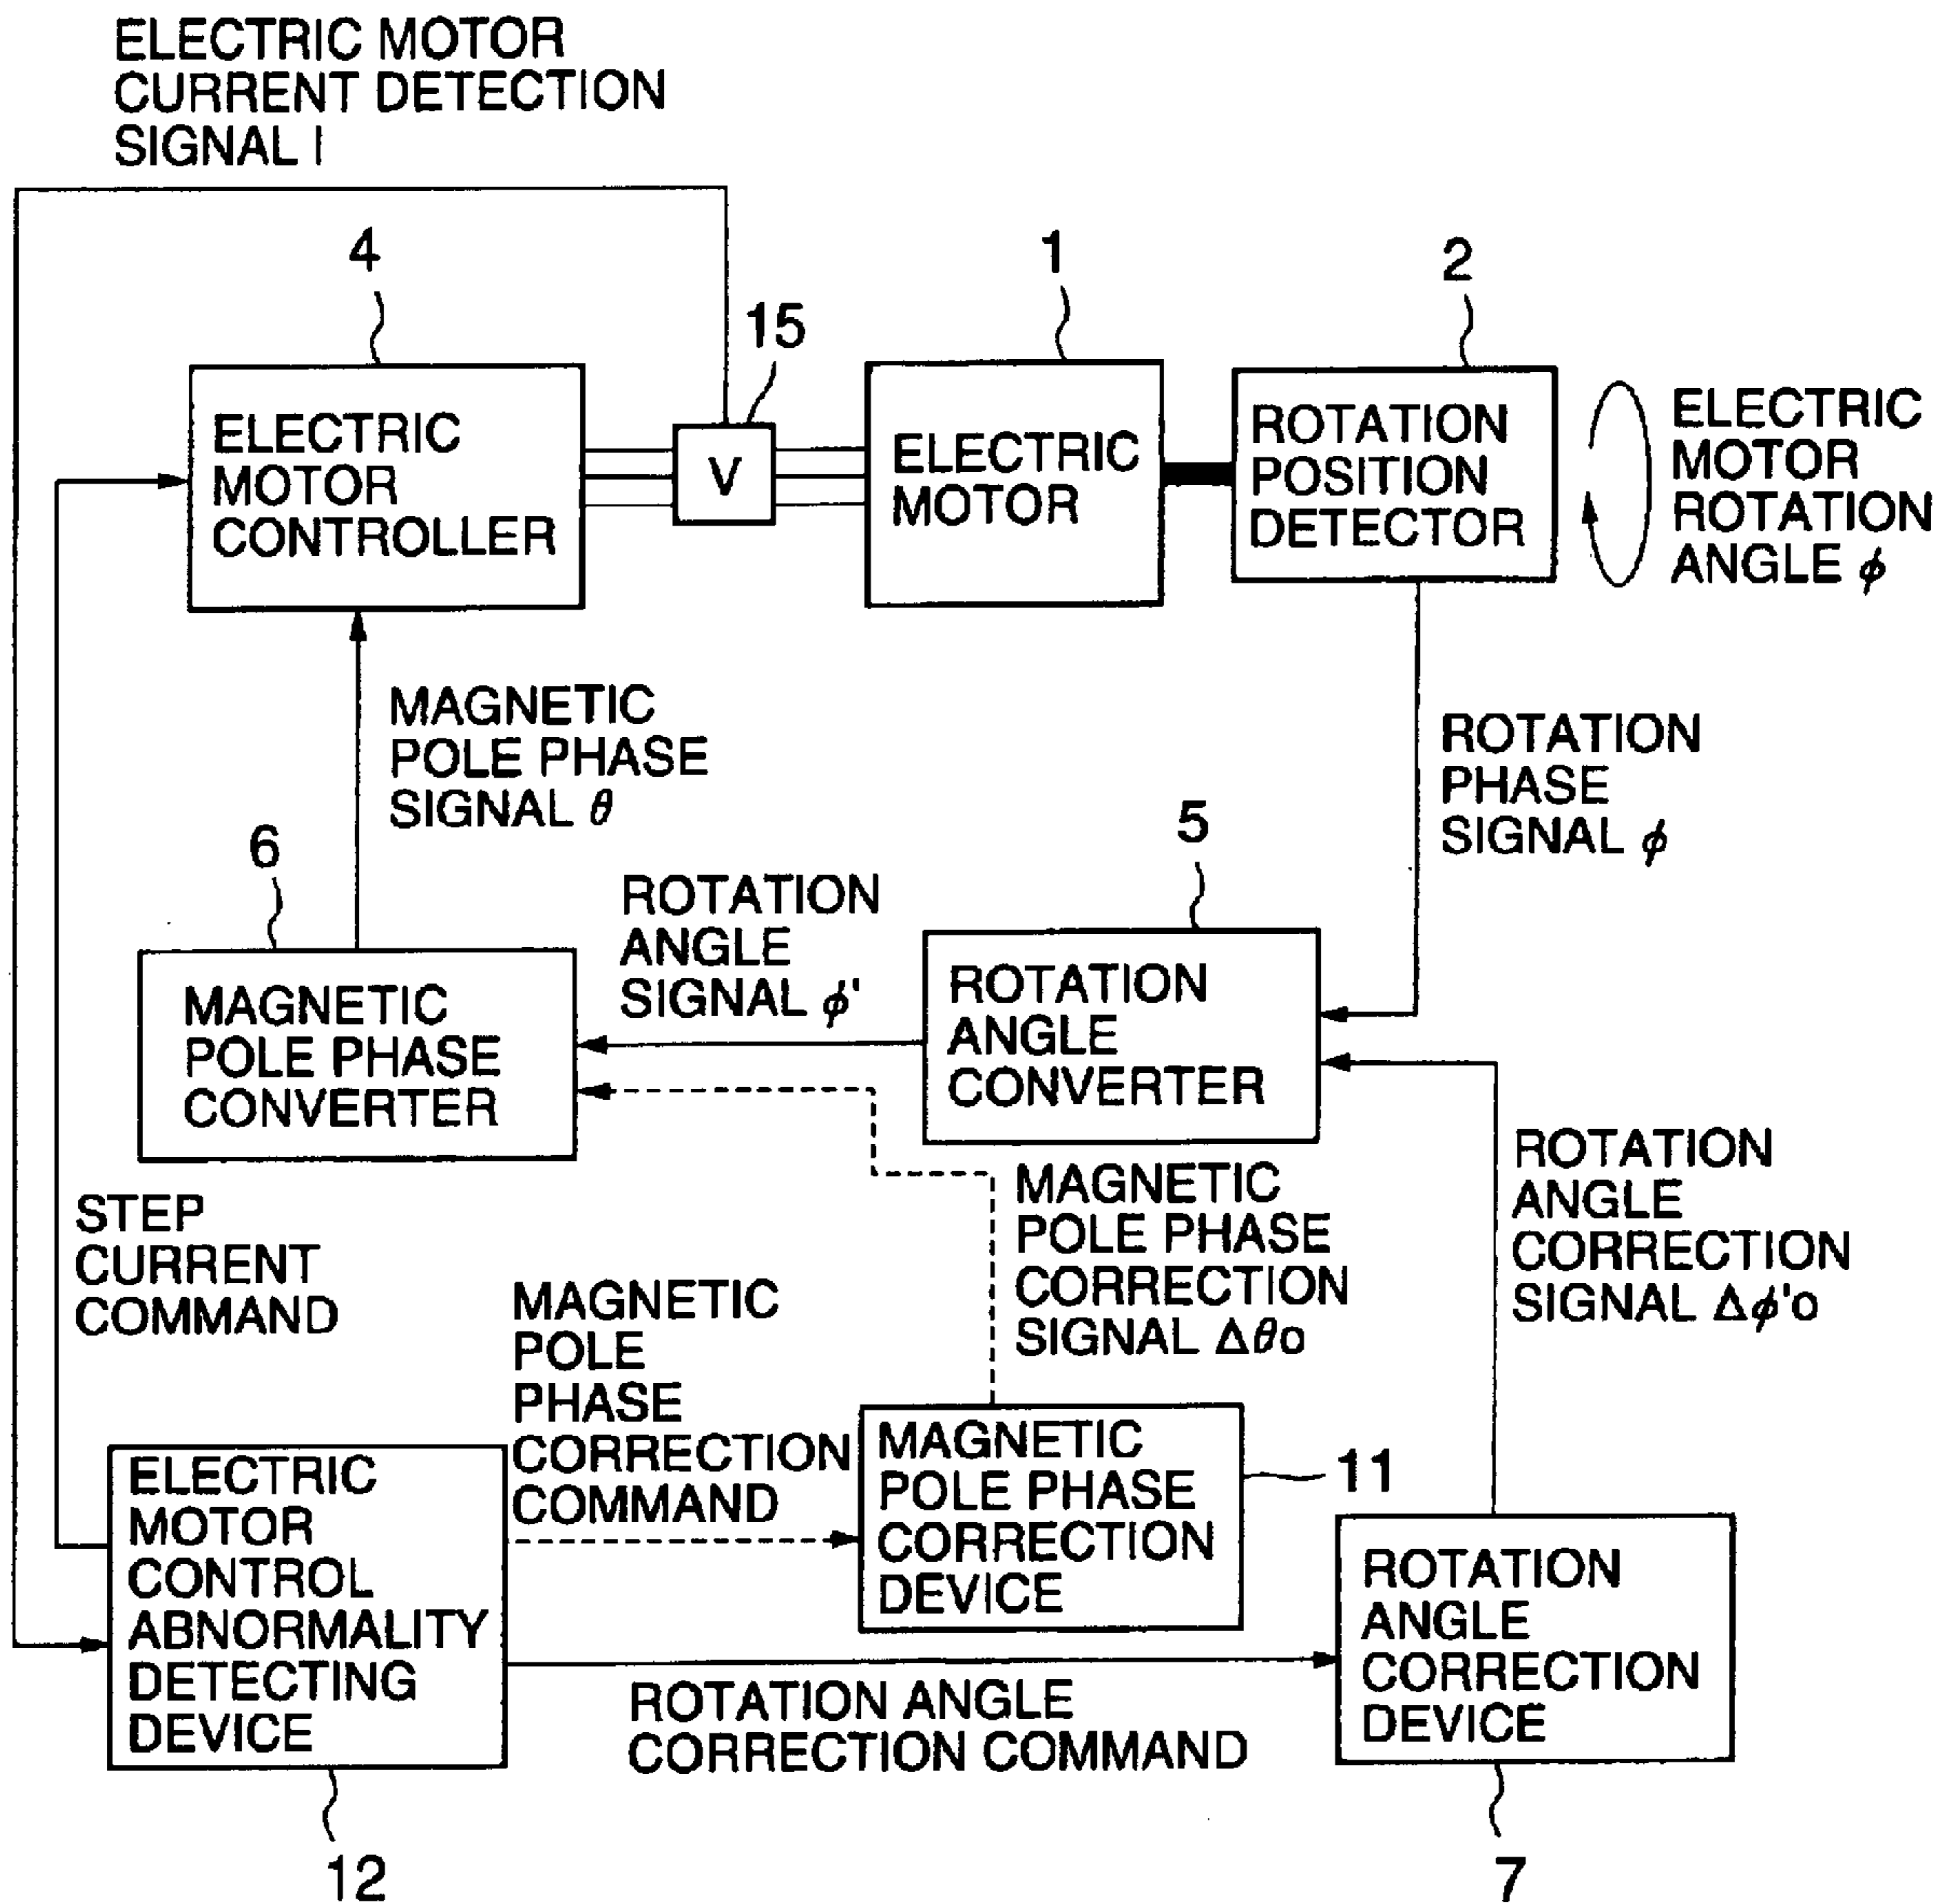 ELECTRIC MOTOR
CURRENT DETECTION
SIGNAL I
4
15
1
2
ELECTRIC
MOTOR
CONTROLLER
V
ELECTRIC
MOTOR
ROTATION
POSITION
DETECTOR
ELECTRIC
MOTOR
ROTATION
ANGLE ϕ
MAGNETIC
POLE PHASE
SIGNAL θ
ROTATION
PHASE
SIGNAL ϕ
6
ROTATION
ANGLE
SIGNAL ϕ'
5
MAGNETIC
POLE PHASE
CONVERTER
ROTATION
ANGLE
CONVERTER
STEP
CURRENT
COMMAND
MAGNETIC
POLE PHASE
CORRECTION
SIGNAL Δθo
ROTATION
ANGLE
CORRECTION
SIGNAL Δϕ'o
MAGNETIC
POLE
PHASE
CORRECTION
COMMAND
ELECTRIC
MOTOR
CONTROL
ABNORMALITY
DETECTING
DEVICE
MAGNETIC
POLE PHASE
CORRECTION
DEVICE
11
ROTATION
ANGLE
CORRECTION
DEVICE
ROTATION ANGLE
CORRECTION COMMAND
12
7